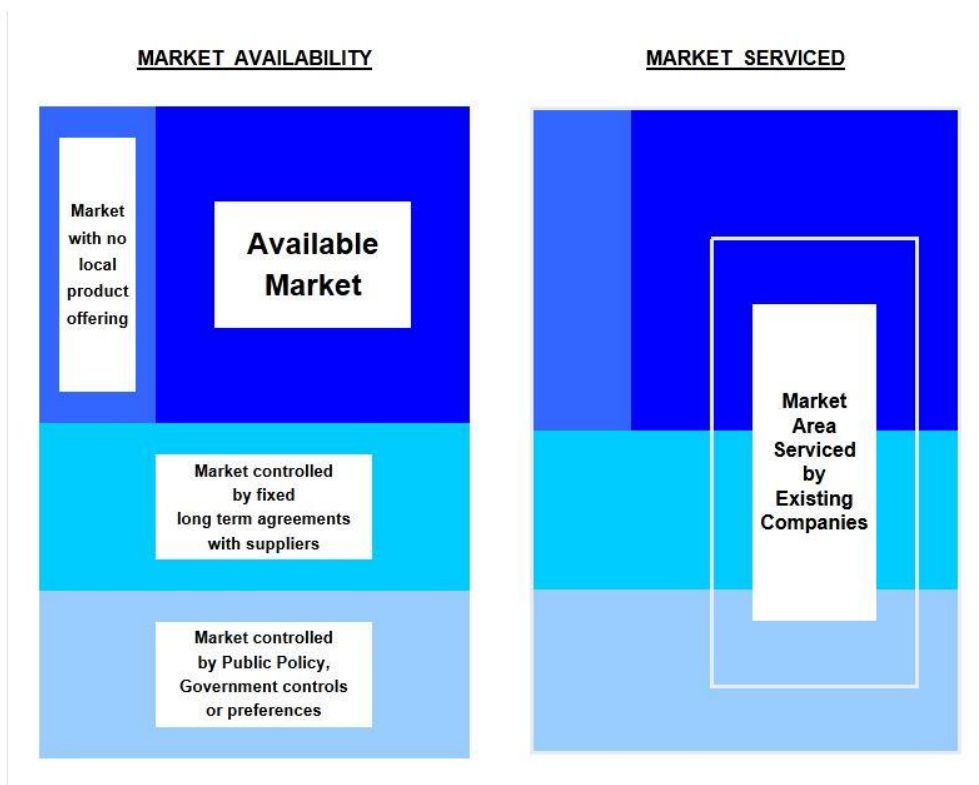 MARKET AVAILABILITY
Market
with no
local
product
offering
Available
Market
Market controlled
by fixed
long term agreements
with suppliers
Market controlled
by Public Policy,
Government controls
or preferences
MARKET SERVICED
Market
Area
Serviced
by
Existing
Companies